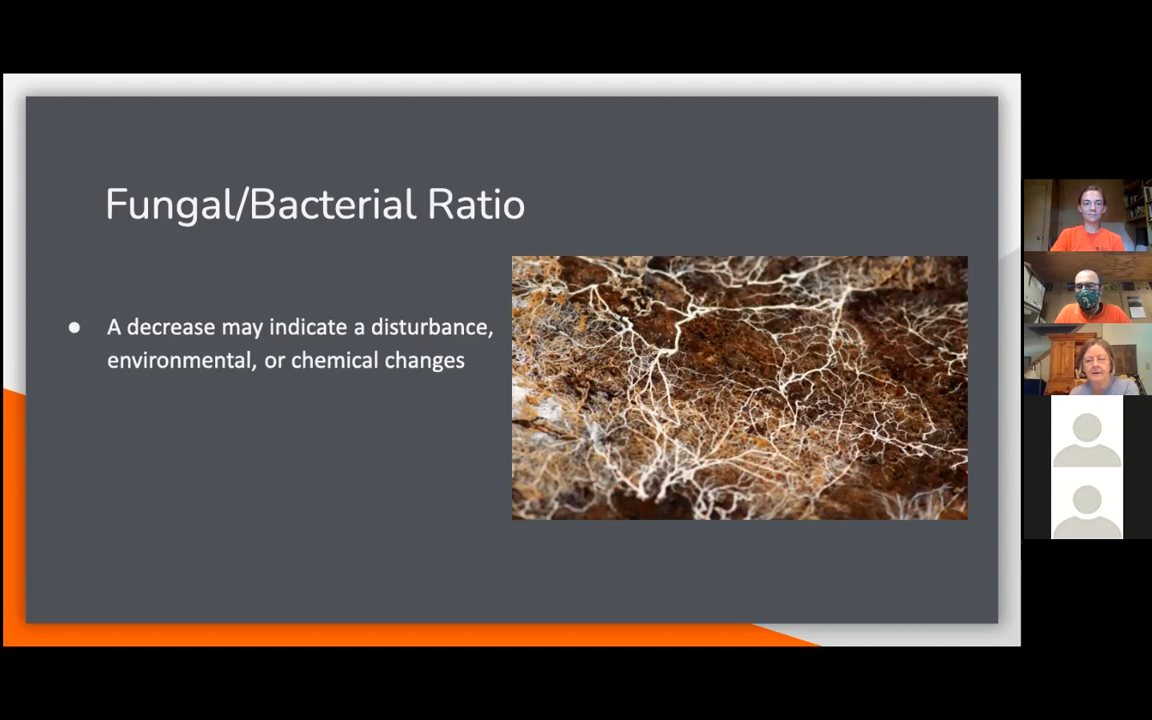 Fungal/Bacterial Ratio
● A decrease may indicate a disturbance,
environmental, or chemical changes